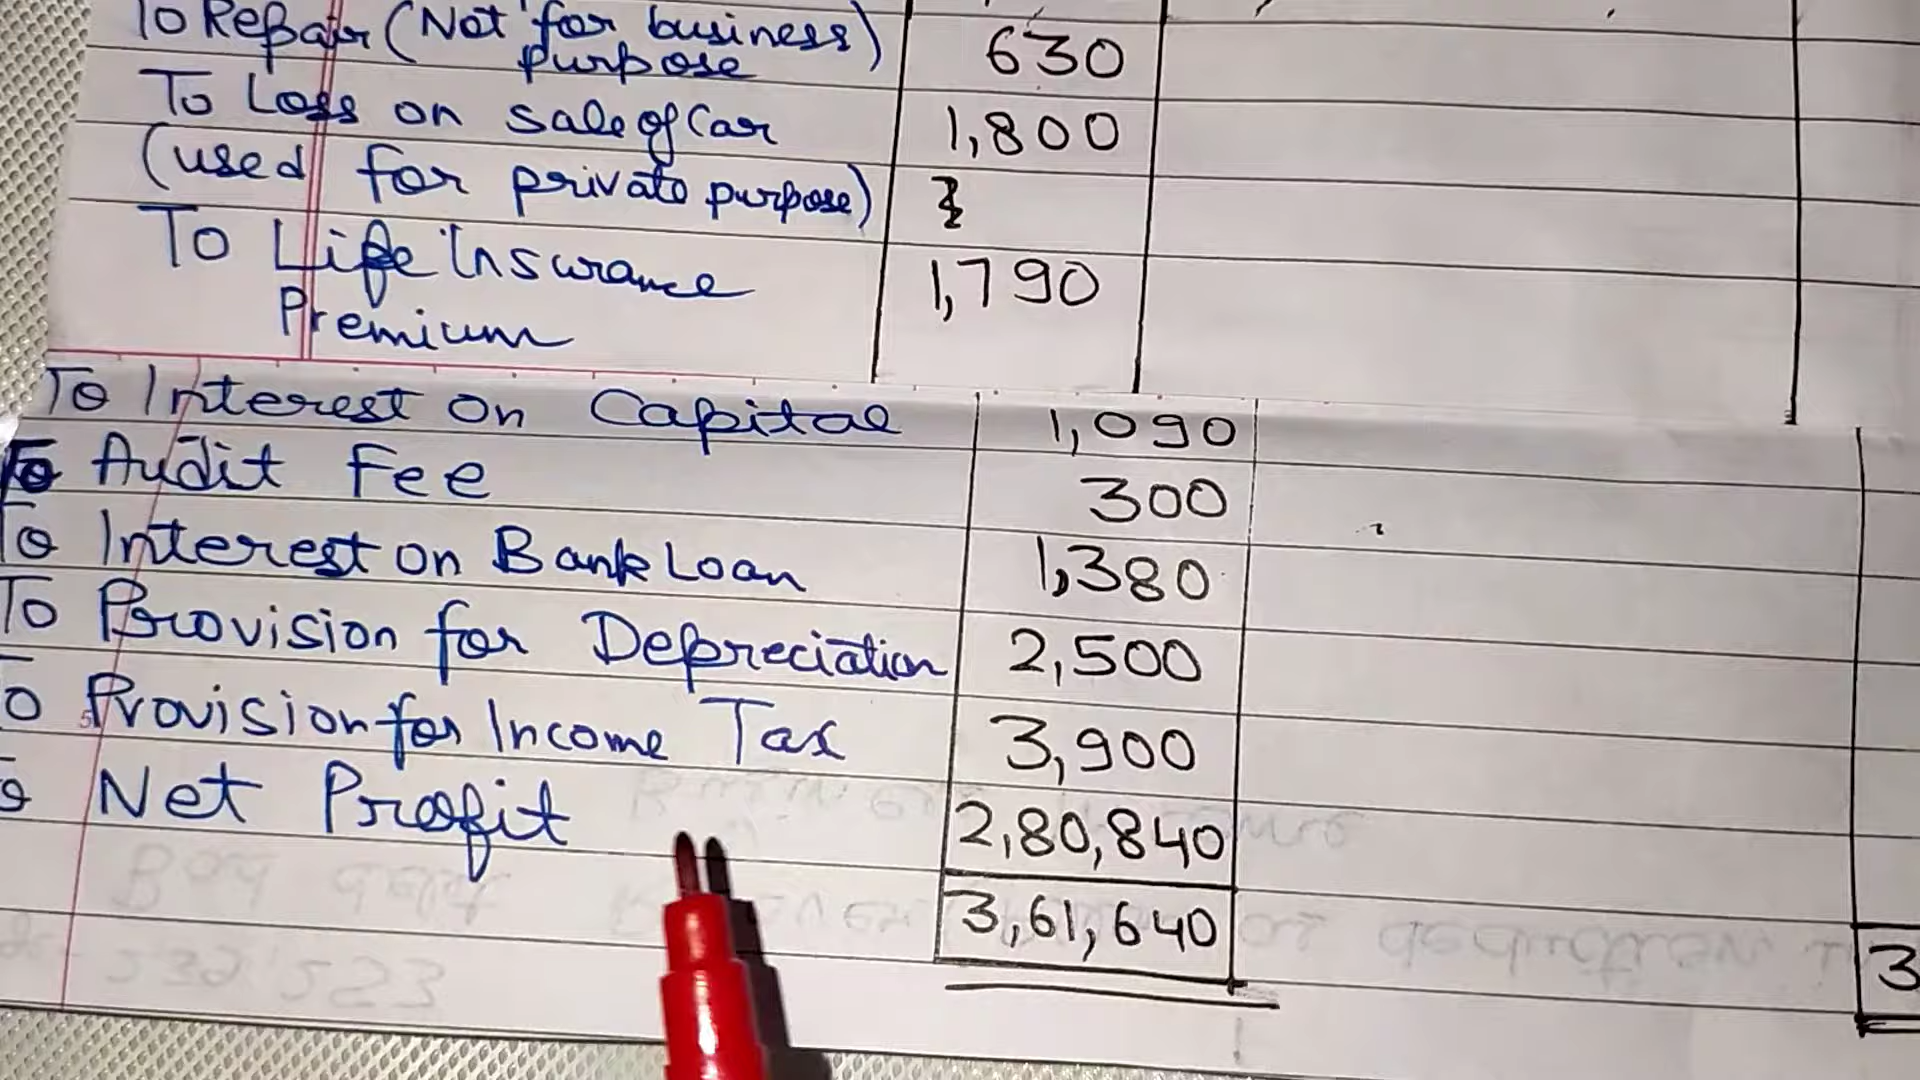 To Repair (Not for business) 630
purpose
To Loss on sale of Car 1,800
(used for private purpose)
To Life Insurance 1,790
Premium
To Interest on Capital 1,090
To Audit Fee 300
To Interest on Bank Loan 1,380
To Provision for Depreciation 2,500
To Provision for Income Tax 3,900
To Net Profit 2,80,840
3,61,640
3